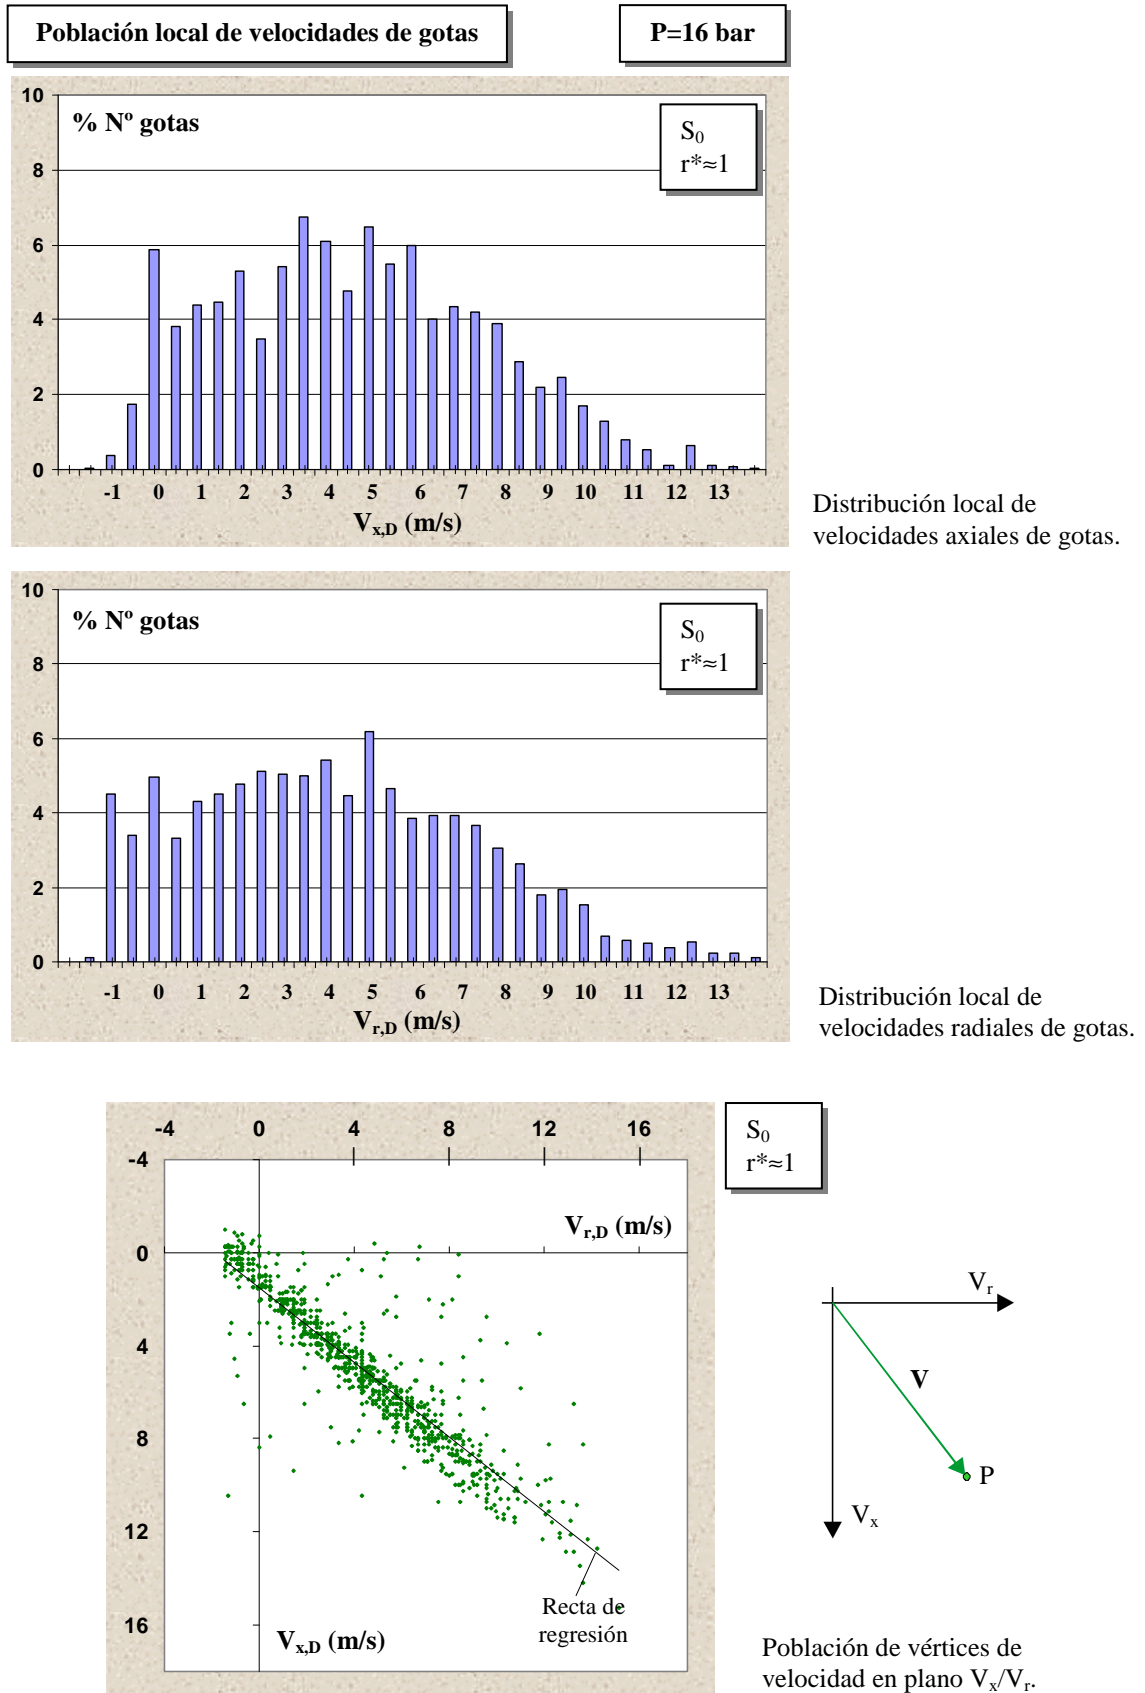 Población local de velocidades de gotas
P=16 bar
10
8
6
4
2
0
% Nº gotas
S₀
r*≈1
-1 0 1 2 3 4 5 6 7 8 9 10 11 12 13
Vx,D (m/s)
Distribución local de
velocidades axiales de gotas.
10
8
6
4
2
0
% Nº gotas
S₀
r*≈1
-1 0 1 2 3 4 5 6 7 8 9 10 11 12 13
Vr,D (m/s)
Distribución local de
velocidades radiales de gotas.
-4 0 4 8 12 16
-4
0
4
8
12
16
Vr,D (m/s)
S₀
r*≈1
Recta de
regresión
Vx,D (m/s)
Vr
V
P
Vx
Población de vértices de
velocidad en plano Vx/Vr.